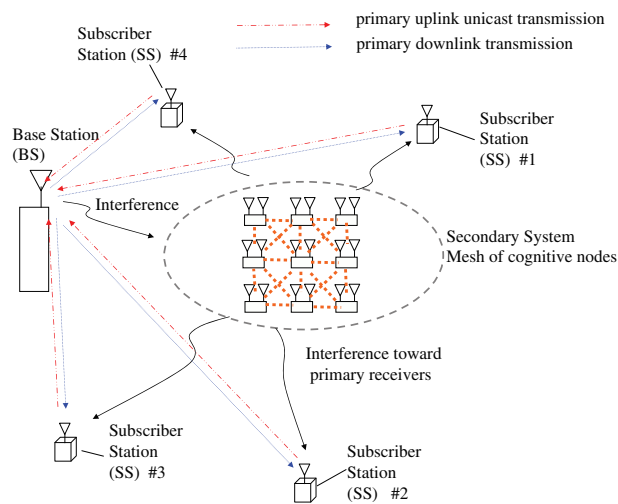 primary uplink unicast transmission
primary downlink transmission
Subscriber
Station (SS) #4
Base Station
(BS)
Subscriber
Station
(SS) #1
Interference
Secondary System
Mesh of cognitive nodes
Interference toward
primary receivers
Subscriber
Station
(SS) #3
Subscriber
Station
(SS) #2